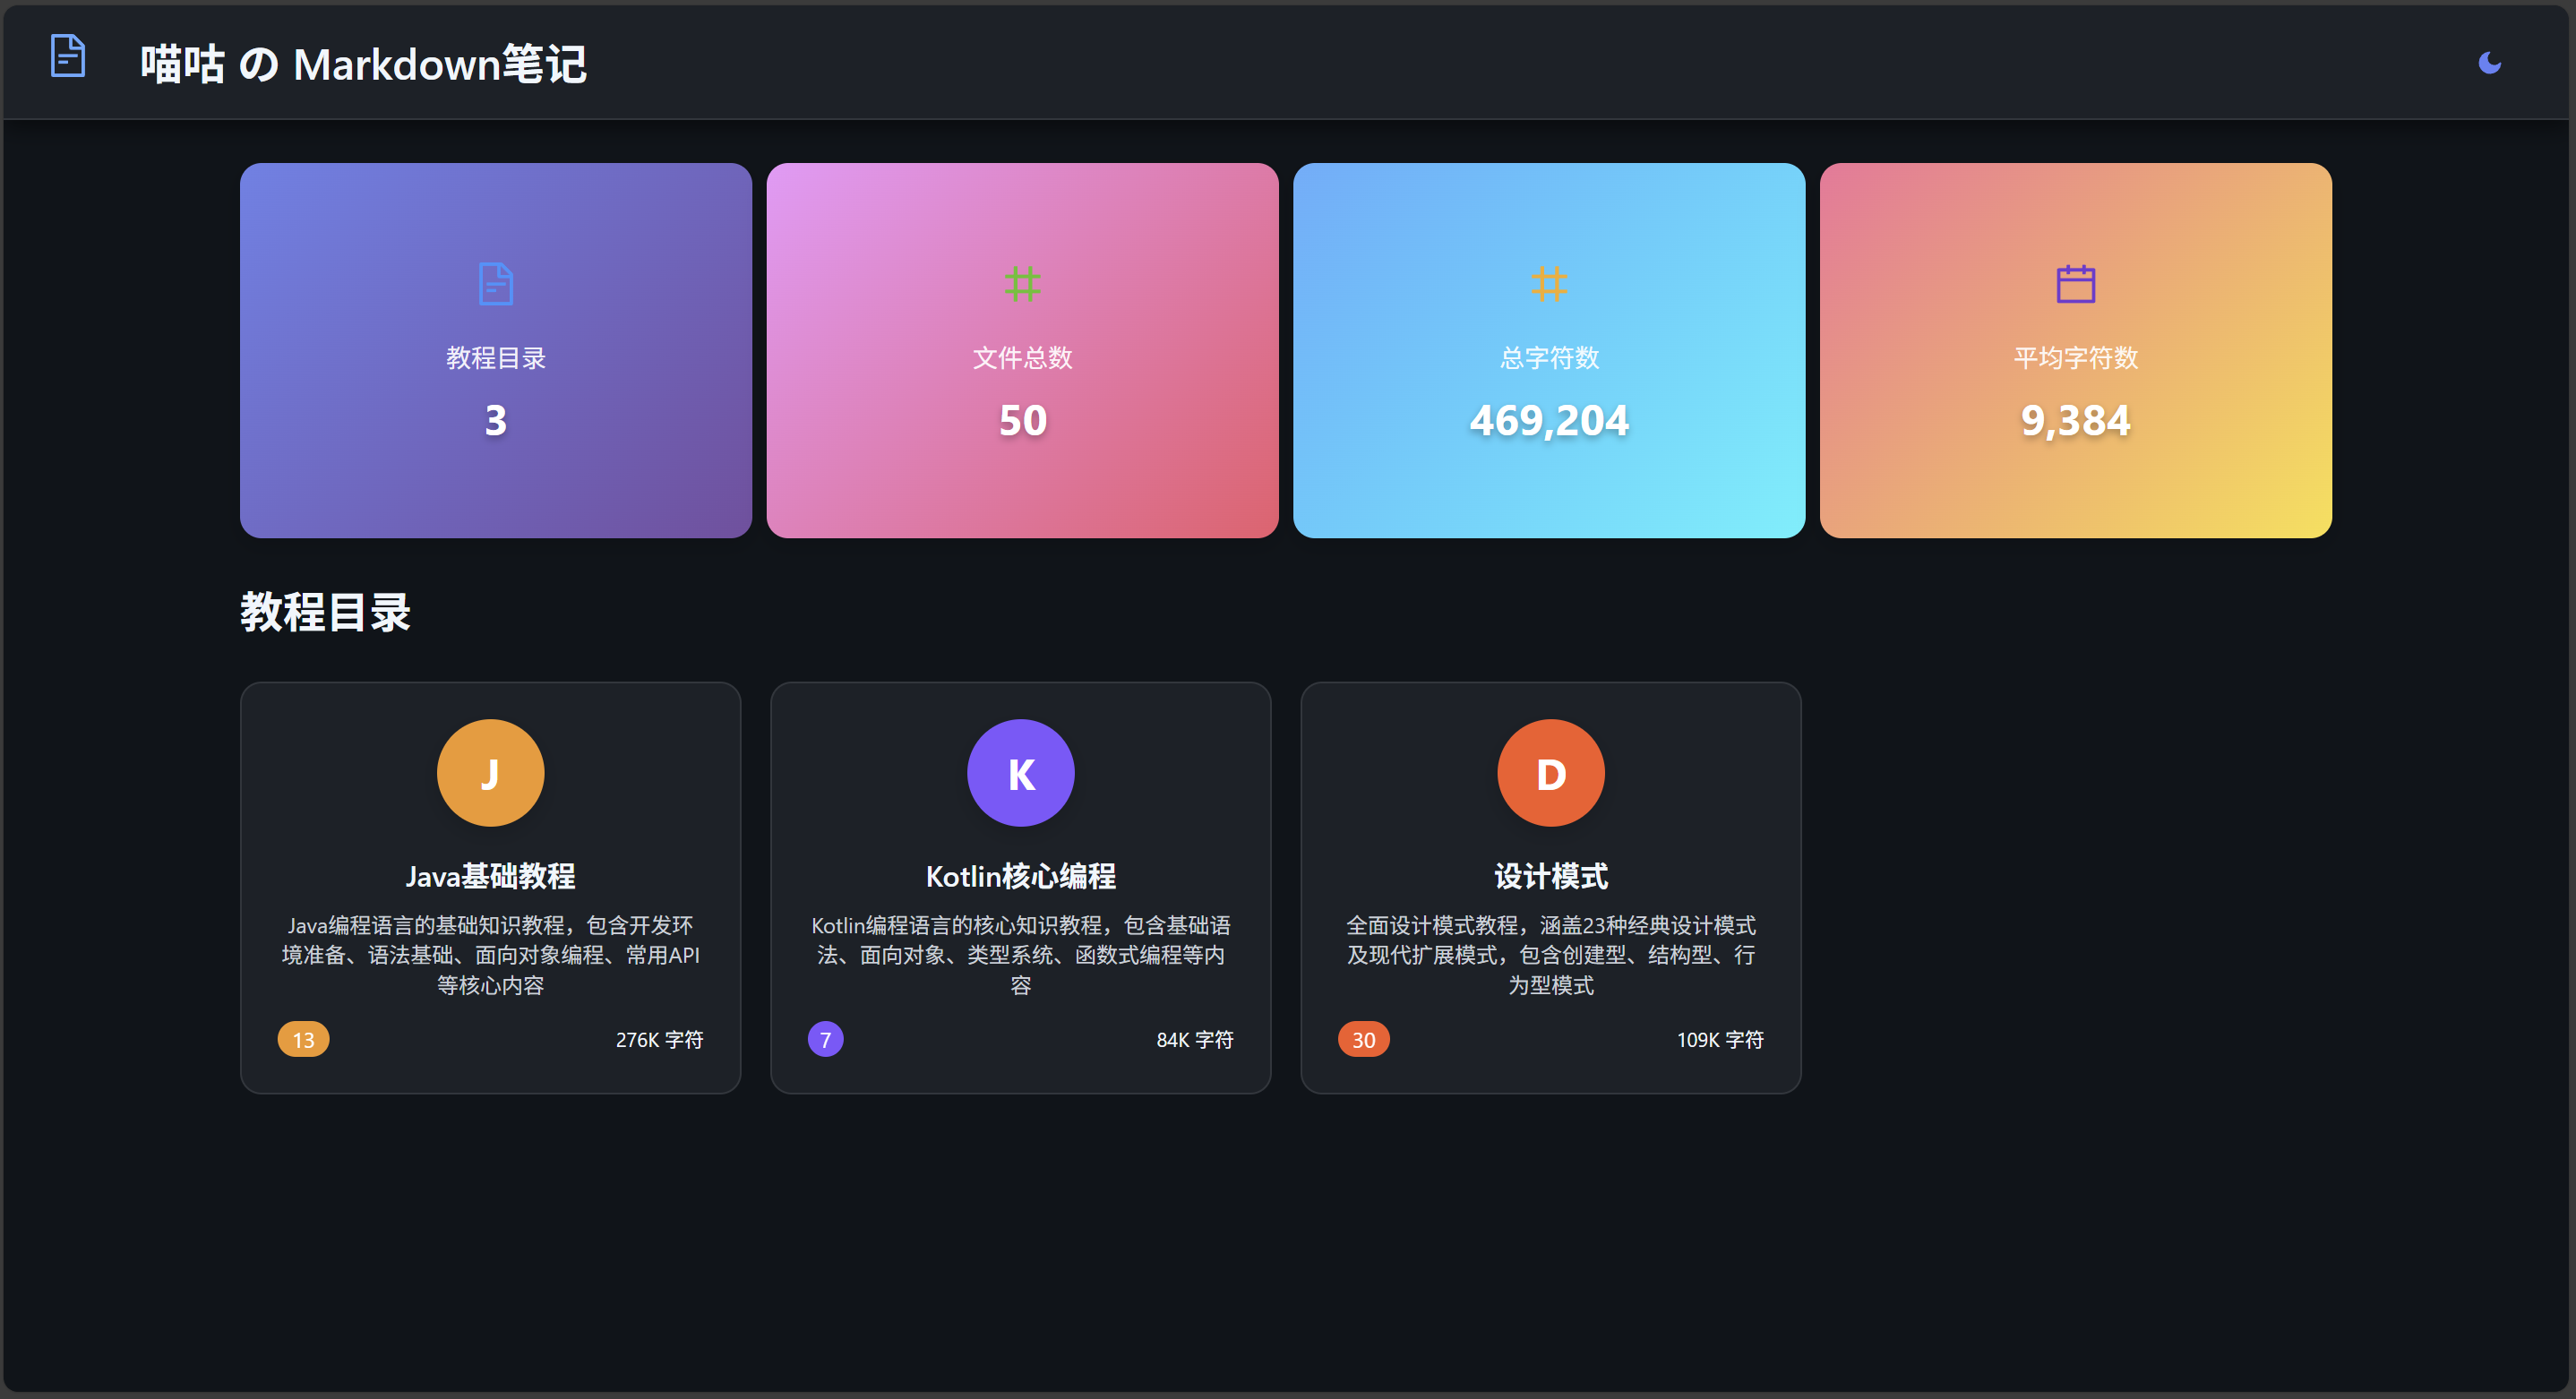 喵咕 の Markdown笔记
教程目录
3
文件总数
50
总字符数
469,204
平均字符数
9,384
教程目录
J
Java基础教程
Java编程语言的基础知识教程，包含开发环
境准备、语法基础、面向对象编程、常用API
等核心内容
13
276K 字符
K
Kotlin核心编程
Kotlin编程语言的核心知识教程，包含基础语
法、面向对象、类型系统、函数式编程等内
容
7
84K 字符
D
设计模式
全面设计模式教程，涵盖23种经典设计模式
及现代扩展模式，包含创建型、结构型、行
为型模式
30
109K 字符